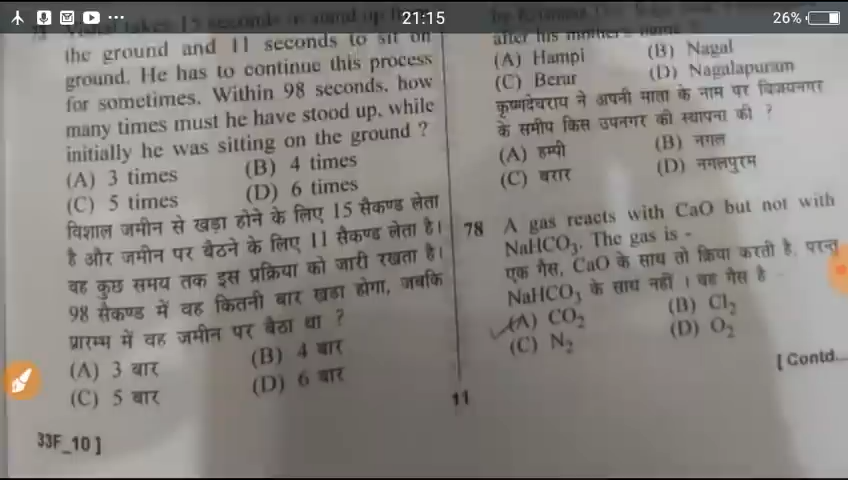 21:15
26%
the ground and 11 seconds to sit on
ground. He has to continue this process
for sometimes. Within 98 seconds, how
many times must he have stood up, while
initially he was sitting on the ground ?
(A) 3 times (B) 4 times
(C) 5 times (D) 6 times
विशाल जमीन से खड़ा होने के लिए 15 सैकण्ड लेता
है और जमीन पर बैठने के लिए 11 सैकण्ड लेता है।
वह कुछ समय तक इस प्रक्रिया को जारी रखता है।
98 सैकण्ड में वह कितनी बार खड़ा होगा, जबकि
प्रारम्भ में वह जमीन पर बैठा था ?
(A) 3 बार (B) 4 बार
(C) 5 बार (D) 6 बार
33F_10 ]
after his mother's name ?
(A) Hampi (B) Nagal
(C) Berar (D) Nagalapuram
कृष्णदेवराय ने अपनी माता के नाम पर विजयनगर
के समीप किस उपनगर की स्थापना की ?
(A) हम्पी (B) नगल
(C) बरार (D) नगलपुरम
78 A gas reacts with CaO but not with
NaHCO₃. The gas is -
एक गैस, CaO के साथ तो क्रिया करती है, परन्तु
NaHCO₃ के साथ नहीं । वह गैस है -
(A) CO₂ (B) Cl₂
(C) N₂ (D) O₂
[ Contd...
11